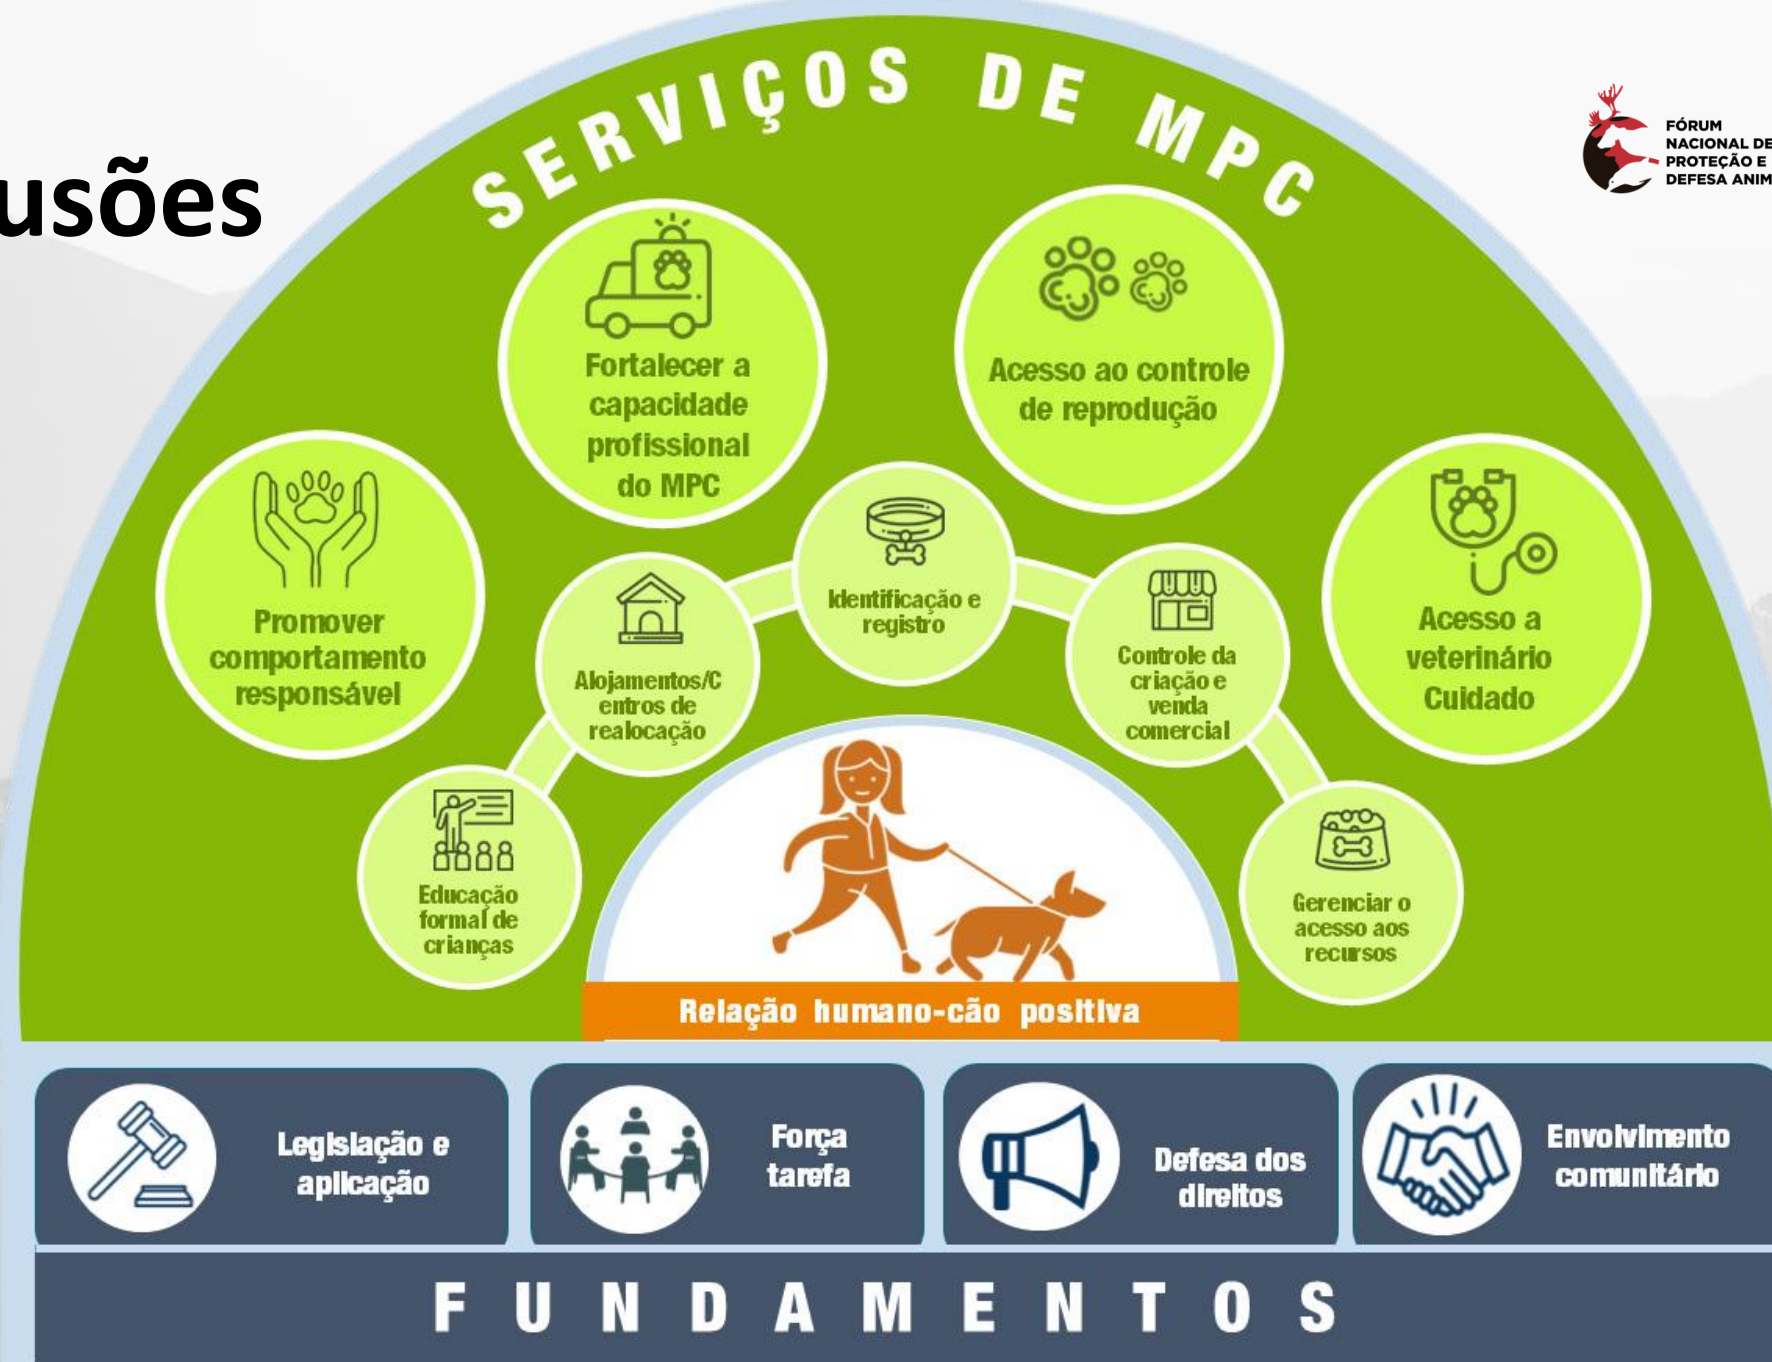 usões
SERVIÇOS DE MPC
FÓRUM
NACIONAL DE
PROTEÇÃO E
DEFESA ANIM
Fortalecer a
capacidade
profissional
do MPC
Acesso ao controle
de reprodução
Promover
comportamento
responsável
Acesso a
veterinário
Cuidado
Identificação e
registro
Alojamentos/C
entros de
realocação
Controle da
criação e
venda
comercial
Educação
formal de
crianças
Gerenciar o
acesso aos
recursos
Relação humano-cão positiva
Legislação e
aplicação
Força
tarefa
Defesa dos
direitos
Envolvimento
comunitário
FUNDAMENTOS